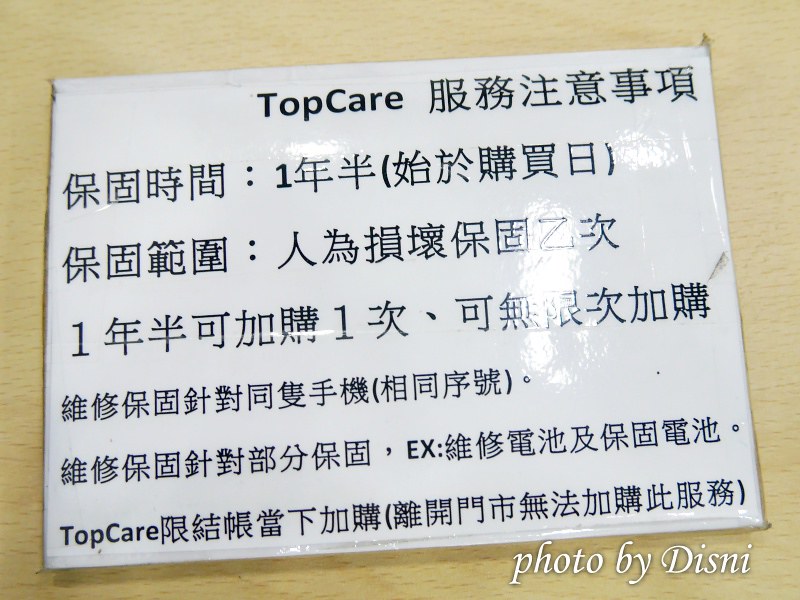 TopCare 服務注意事項
保固時間：1年半(始於購買日)
保固範圍：人為損壞保固乙次
1年半可加購1次、可無限次加購
維修保固針對同隻手機(相同序號)。
維修保固針對部分保固，EX:維修電池及保固電池。
TopCare限結帳當下加購(離開門市無法加購此服務)
photo by Disni